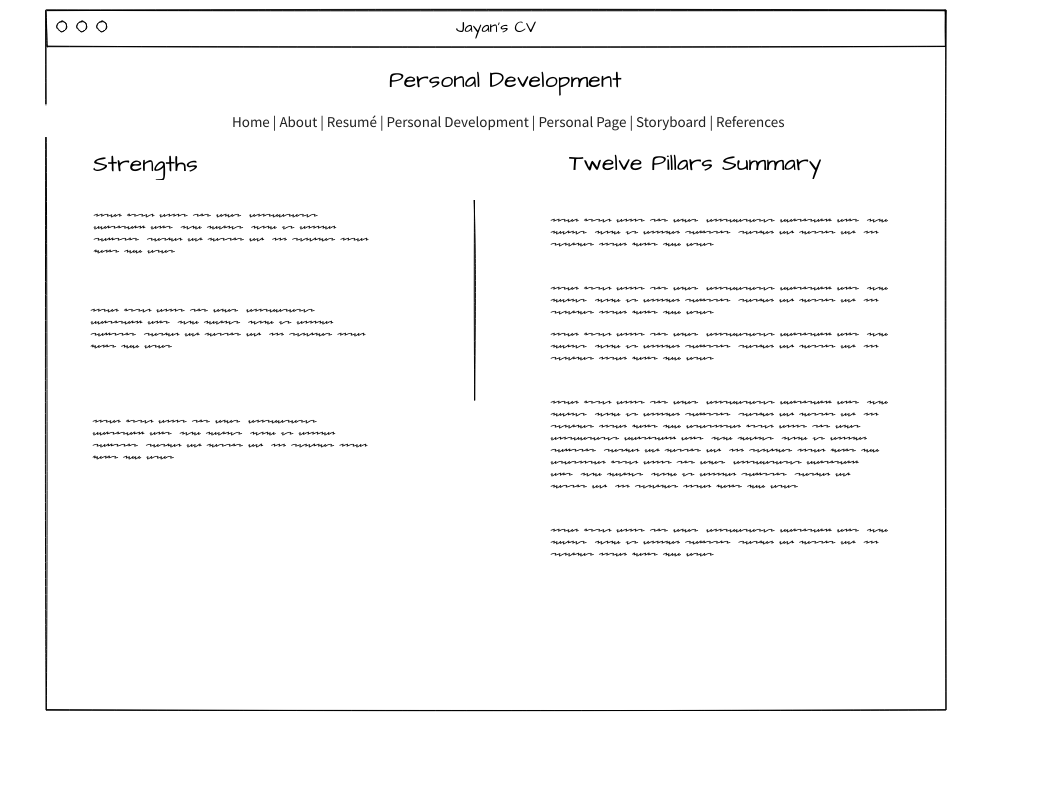 Jayan's CV
Personal Development
Home | About | Resumé | Personal Development | Personal Page | Storyboard | References
Strengths
Twelve Pillars Summary